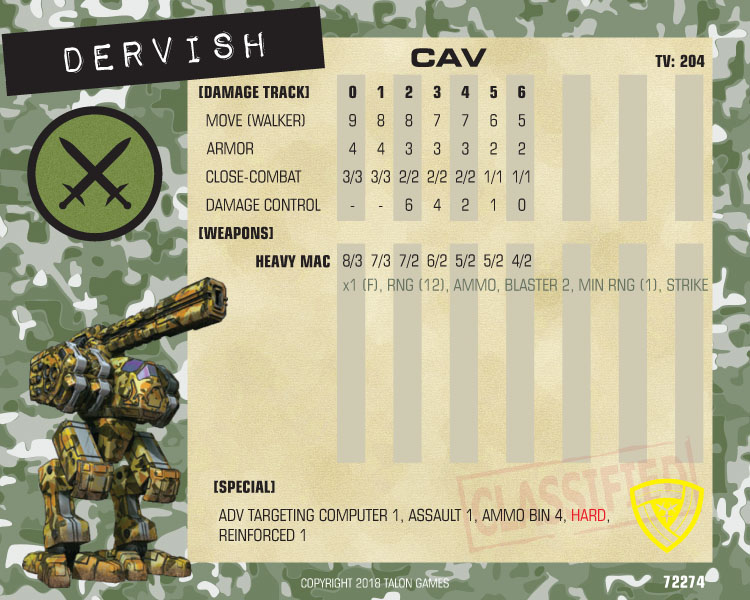 DERVISH
CAV
TV: 204
[DAMAGE TRACK] 0 1 2 3 4 5 6
MOVE (WALKER) 9 8 8 7 7 6 5
ARMOR 4 4 3 3 3 2 2
CLOSE-COMBAT 3/3 3/3 2/2 2/2 2/2 1/1 1/1
DAMAGE CONTROL - - 6 4 2 1 0
[WEAPONS]
HEAVY MAC 8/3 7/3 7/2 6/2 5/2 5/2 4/2
x1 (F), RNG (12), AMMO, BLASTER 2, MIN RNG (1), STRIKE
[SPECIAL]
CLASSIFIED
ADV TARGETING COMPUTER 1, ASSAULT 1, AMMO BIN 4, HARD,
REINFORCED 1
COPYRIGHT 2018 TALON GAMES
72274